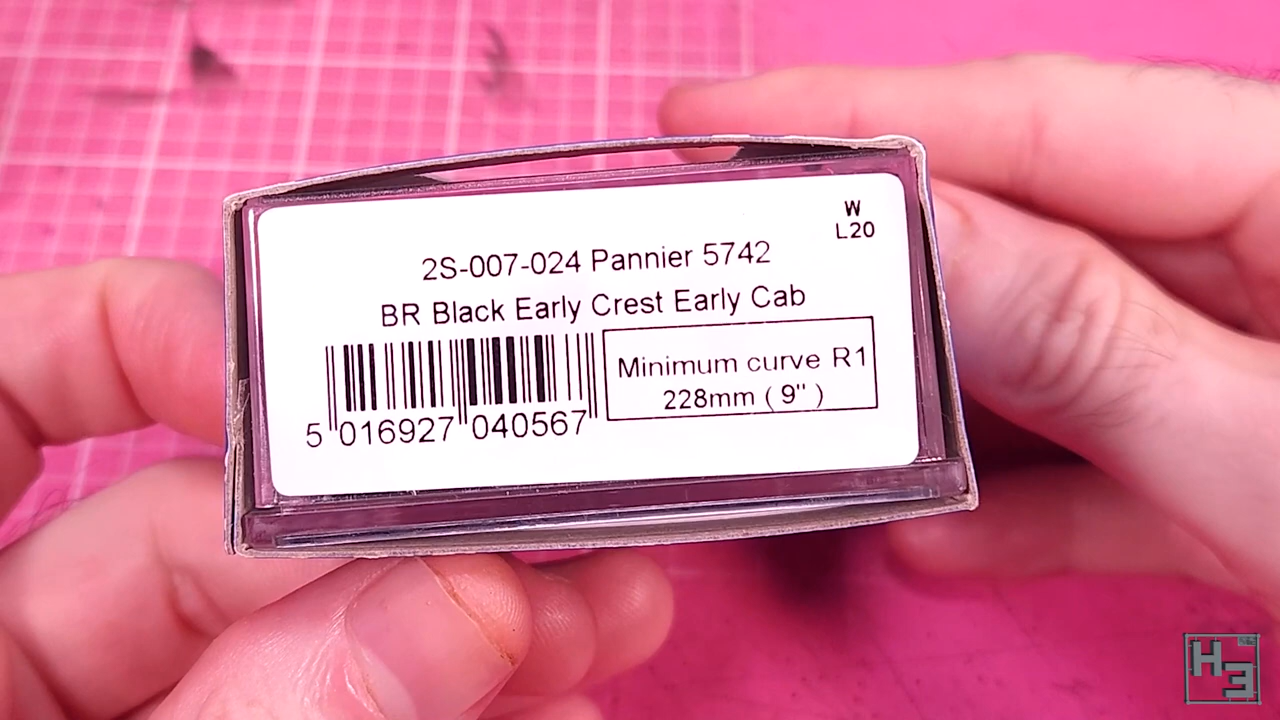 W
L20
2S-007-024 Pannier 5742
BR Black Early Crest Early Cab
Minimum curve R1
228mm ( 9" )
5 016927 040567
H3